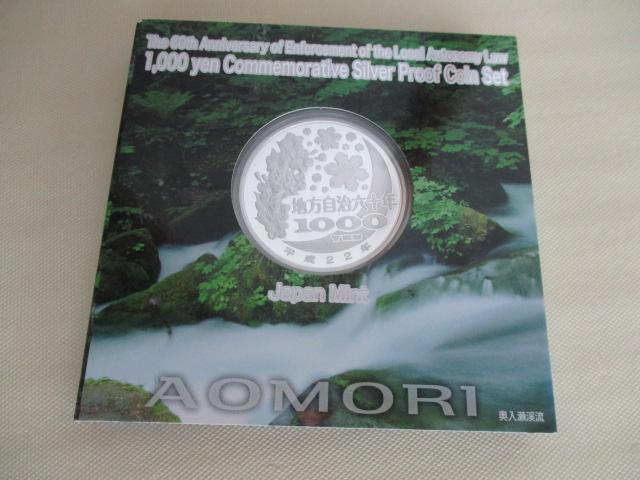 The 60th Anniversary of Enforcement of the Local Autonomy Law
1,000 yen Commemorative Silver Proof Coin Set
地方自治六十年
1000
YEN
平成22年
Japan Mint
AOMORI
奥入瀬渓流